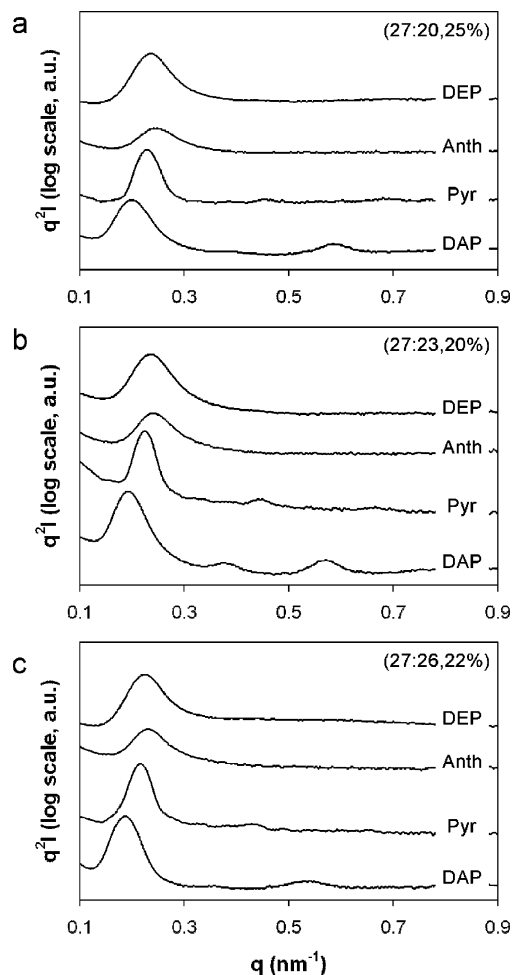 a
(27:20,25%)
DEP
Anth
Pyr
DAP
q²I (log scale, a.u.)
0.1 0.3 0.5 0.7 0.9
b
(27:23,20%)
DEP
Anth
Pyr
DAP
q²I (log scale, a.u.)
0.1 0.3 0.5 0.7 0.9
c
(27:26,22%)
DEP
Anth
Pyr
DAP
q²I (log scale, a.u.)
0.1 0.3 0.5 0.7 0.9
q (nm⁻¹)